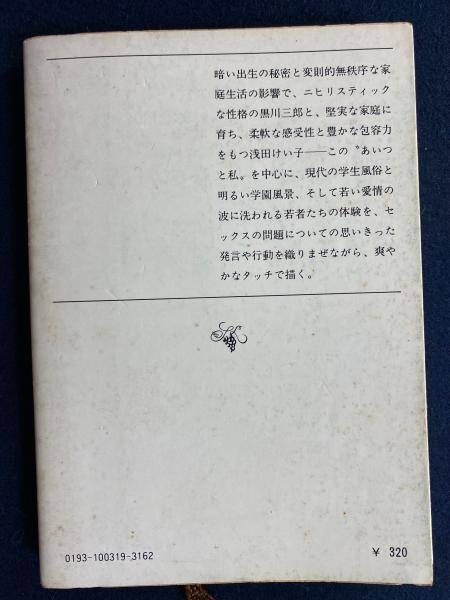 暗い出生の秘密と変則的無秩序な家
庭生活の影響で、ニヒリスティック
な性格の黒川三郎と、堅実な家庭に
育ち、柔軟な感受性と豊かな包容力
をもつ浅田けい子――この〝あいつ
と私〟を中心に、現代の学生風俗と
明るい学園風景、そして若い愛情の
波に洗われる若者たちの体験を、セ
ックスの問題についての思いきった
発言や行動を織りまぜながら、爽や
かなタッチで描く。
0193-100319-3162
¥ 320